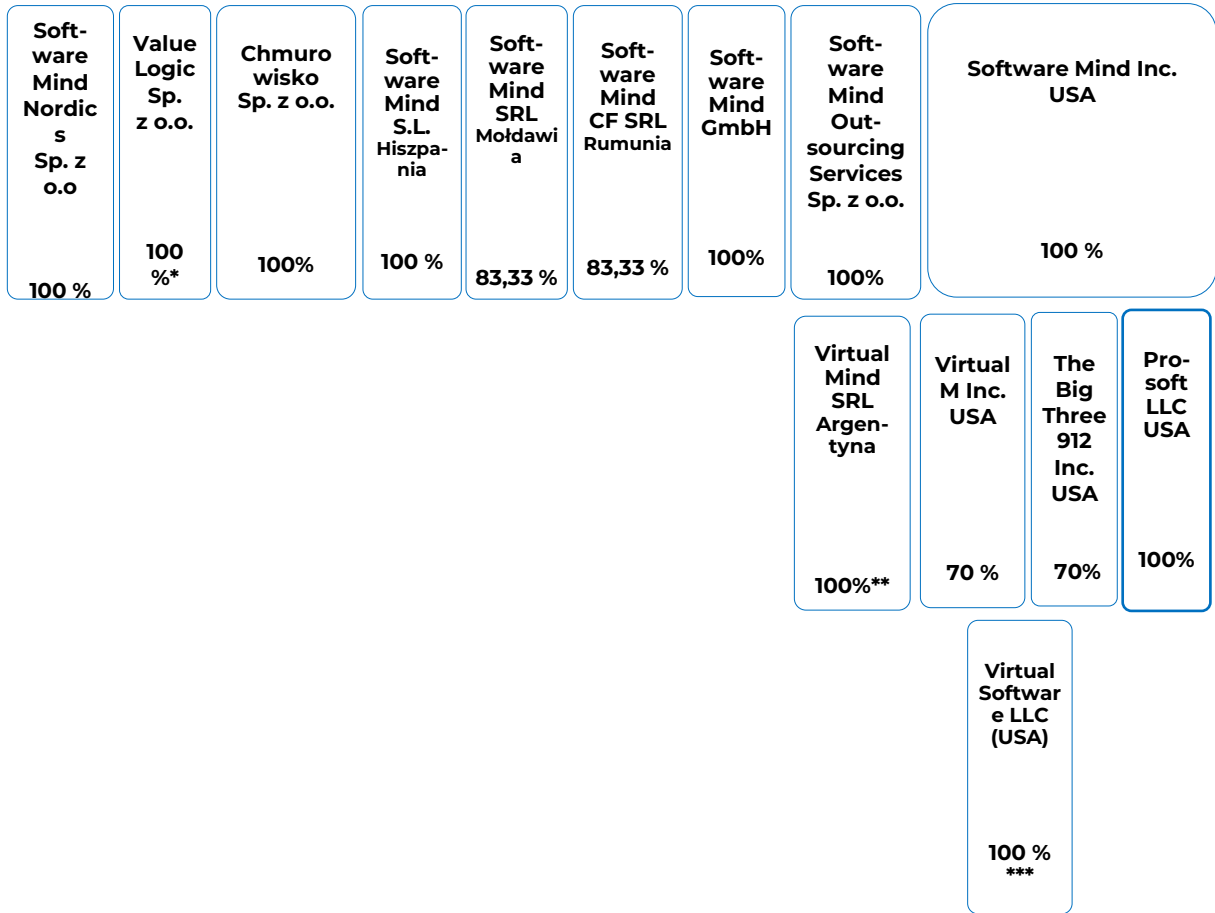 Soft-
ware
Mind
Nordic
s
Sp. z
o.o
100 %
Value
Logic
Sp.
z o.o.
100
%*
Chmuro
wisko
Sp. z o.o.
100%
Soft-
ware
Mind
S.L.
Hiszpa-
nia
100 %
Soft-
ware
Mind
SRL
Mołdawi
a
83,33 %
Soft-
ware
Mind
CF SRL
Rumunia
83,33 %
Soft-
ware
Mind
GmbH
100%
Soft-
ware
Mind
Out-
sourcing
Services
Sp. z o.o.
100%
Software Mind Inc.
USA
100 %
Virtual
Mind
SRL
Argen-
tyna
100%**
Virtual
M Inc.
USA
70 %
The
Big
Three
912
Inc.
USA
70%
Pro-
soft
LLC
USA
100%
Virtual
Softwar
e LLC
(USA)
100 %
***